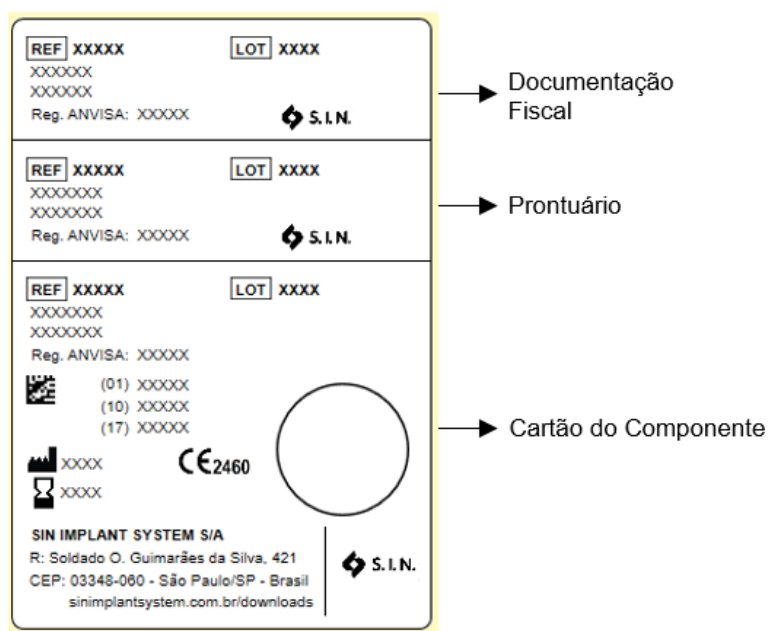 REF XXXXX LOT XXXX
XXXXXX
XXXXXX
Reg. ANVISA: XXXXX S.I.N.
Documentação
Fiscal
REF XXXXX LOT XXXX
XXXXXXX
XXXXXXX
Reg. ANVISA: XXXXX S.I.N.
Prontuário
REF XXXXX LOT XXXX
XXXXXXX
XXXXXXX
Reg. ANVISA: XXXXX
(01) XXXXX
(10) XXXXX
(17) XXXXX
XXXX CE2460
XXXX
Cartão do Componente
SIN IMPLANT SYSTEM S/A
R: Soldado O. Guimarães da Silva, 421
CEP: 03348-060 - São Paulo/SP - Brasil
sinimplantsystem.com.br/downloads
S.I.N.